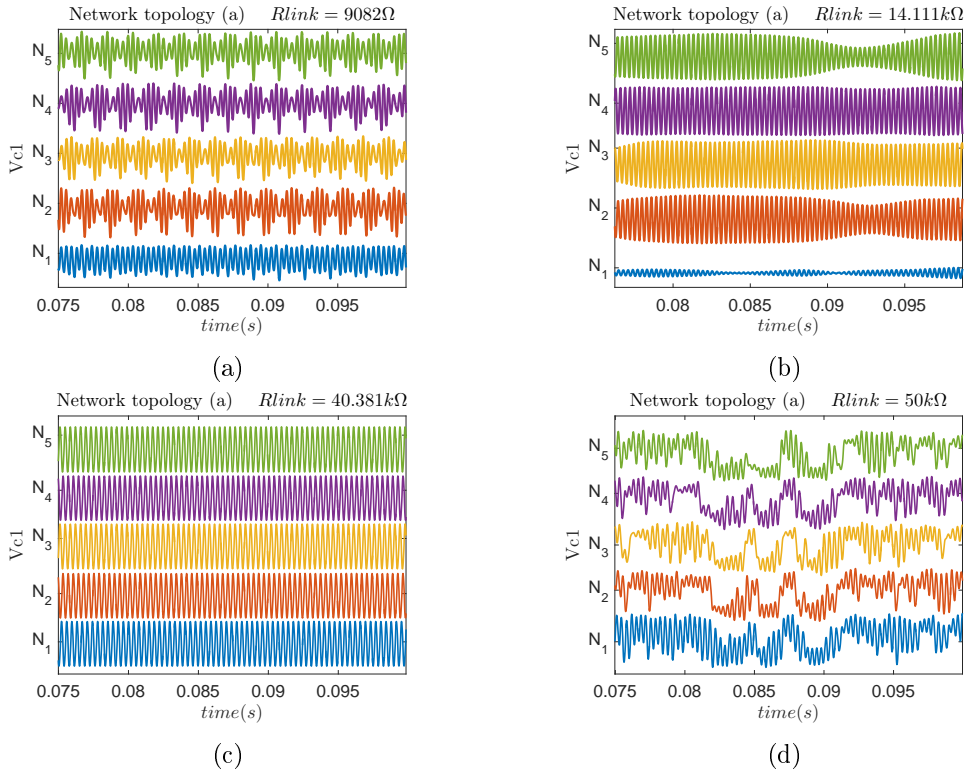 Network topology (a) Rlink = 9082Ω
Vc1
N5
N4
N3
N2
N1
0.075 0.08 0.085 0.09 0.095
time(s)
(a)
Network topology (a) Rlink = 14.111kΩ
Vc1
N5
N4
N3
N2
N1
0.08 0.085 0.09 0.095
time(s)
(b)
Network topology (a) Rlink = 40.381kΩ
Vc1
N5
N4
N3
N2
N1
0.075 0.08 0.085 0.09 0.095
time(s)
(c)
Network topology (a) Rlink = 50kΩ
Vc1
N5
N4
N3
N2
N1
0.075 0.08 0.085 0.09 0.095
time(s)
(d)